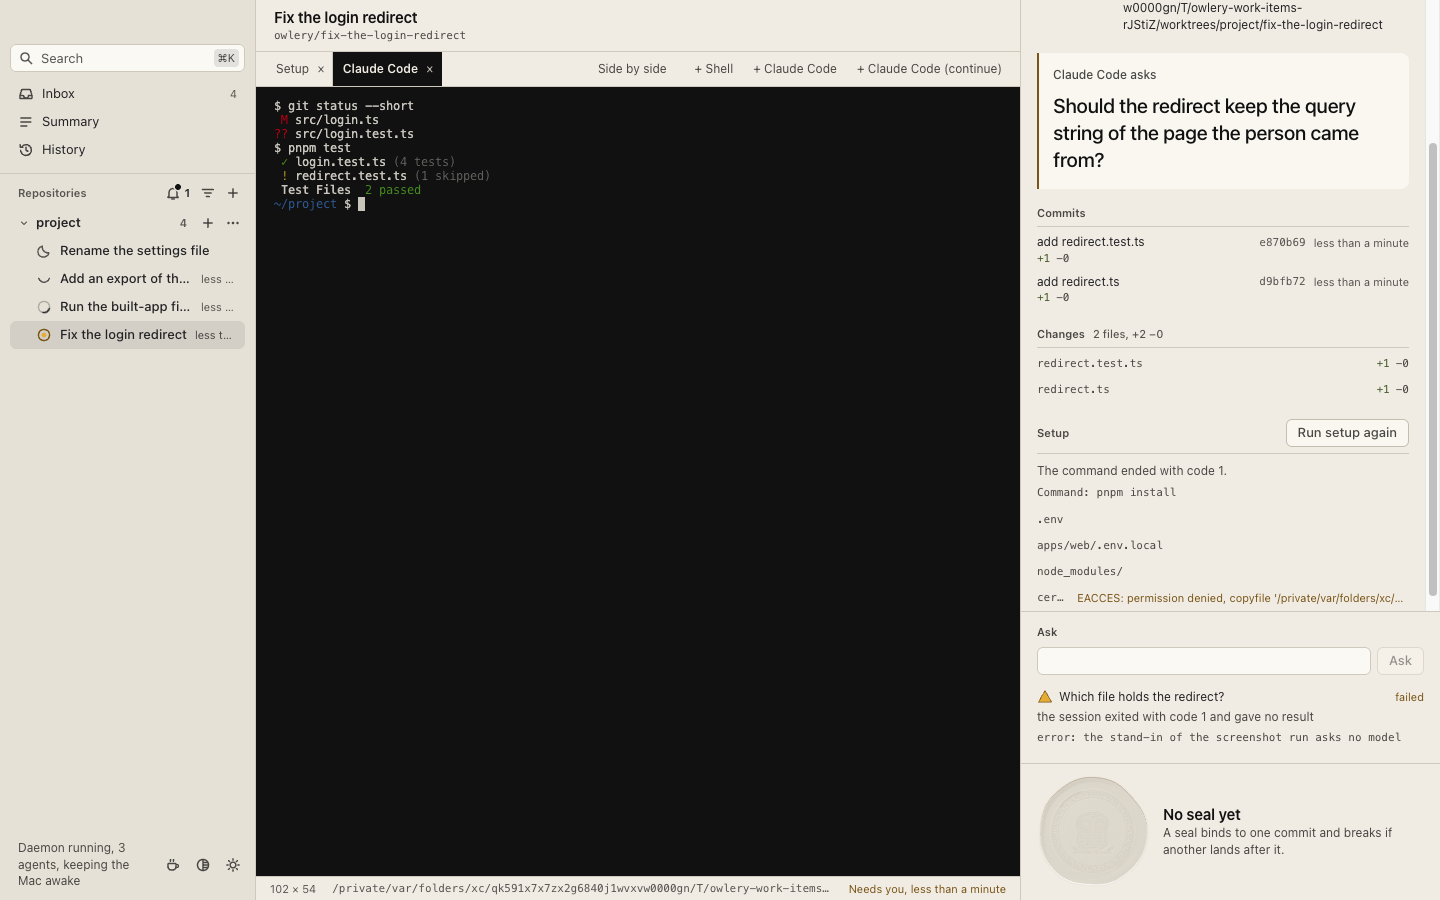 Search ⌘K
Inbox 4
Summary
History
Repositories 1
project 4
Rename the settings file
Add an export of th... less ...
Run the built-app fi... less ...
Fix the login redirect less t...
Daemon running, 3
agents, keeping the
Mac awake
Fix the login redirect
owlery/fix-the-login-redirect
Setup × Claude Code × Side by side + Shell + Claude Code + Claude Code (continue)
$ git status --short
M src/login.ts
?? src/login.test.ts
$ pnpm test
✓ login.test.ts (4 tests)
! redirect.test.ts (1 skipped)
Test Files 2 passed
~/project $
102 × 54 /private/var/folders/xc/qk591x7x7zx2g6840j1wvxvw0000gn/T/owlery-work-items… Needs you, less than a minute
w0000gn/T/owlery-work-items-
rJStiZ/worktrees/project/fix-the-login-redirect
Claude Code asks
Should the redirect keep the query
string of the page the person came
from?
Commits
add redirect.test.ts e870b69 less than a minute
+1 −0
add redirect.ts d9bfb72 less than a minute
+1 −0
Changes 2 files, +2 −0
redirect.test.ts +1 −0
redirect.ts +1 −0
Setup Run setup again
The command ended with code 1.
Command: pnpm install
.env
apps/web/.env.local
node_modules/
cer… EACCES: permission denied, copyfile '/private/var/folders/xc/...
Ask
Ask
Which file holds the redirect? failed
the session exited with code 1 and gave no result
error: the stand-in of the screenshot run asks no model
No seal yet
A seal binds to one commit and breaks if
another lands after it.